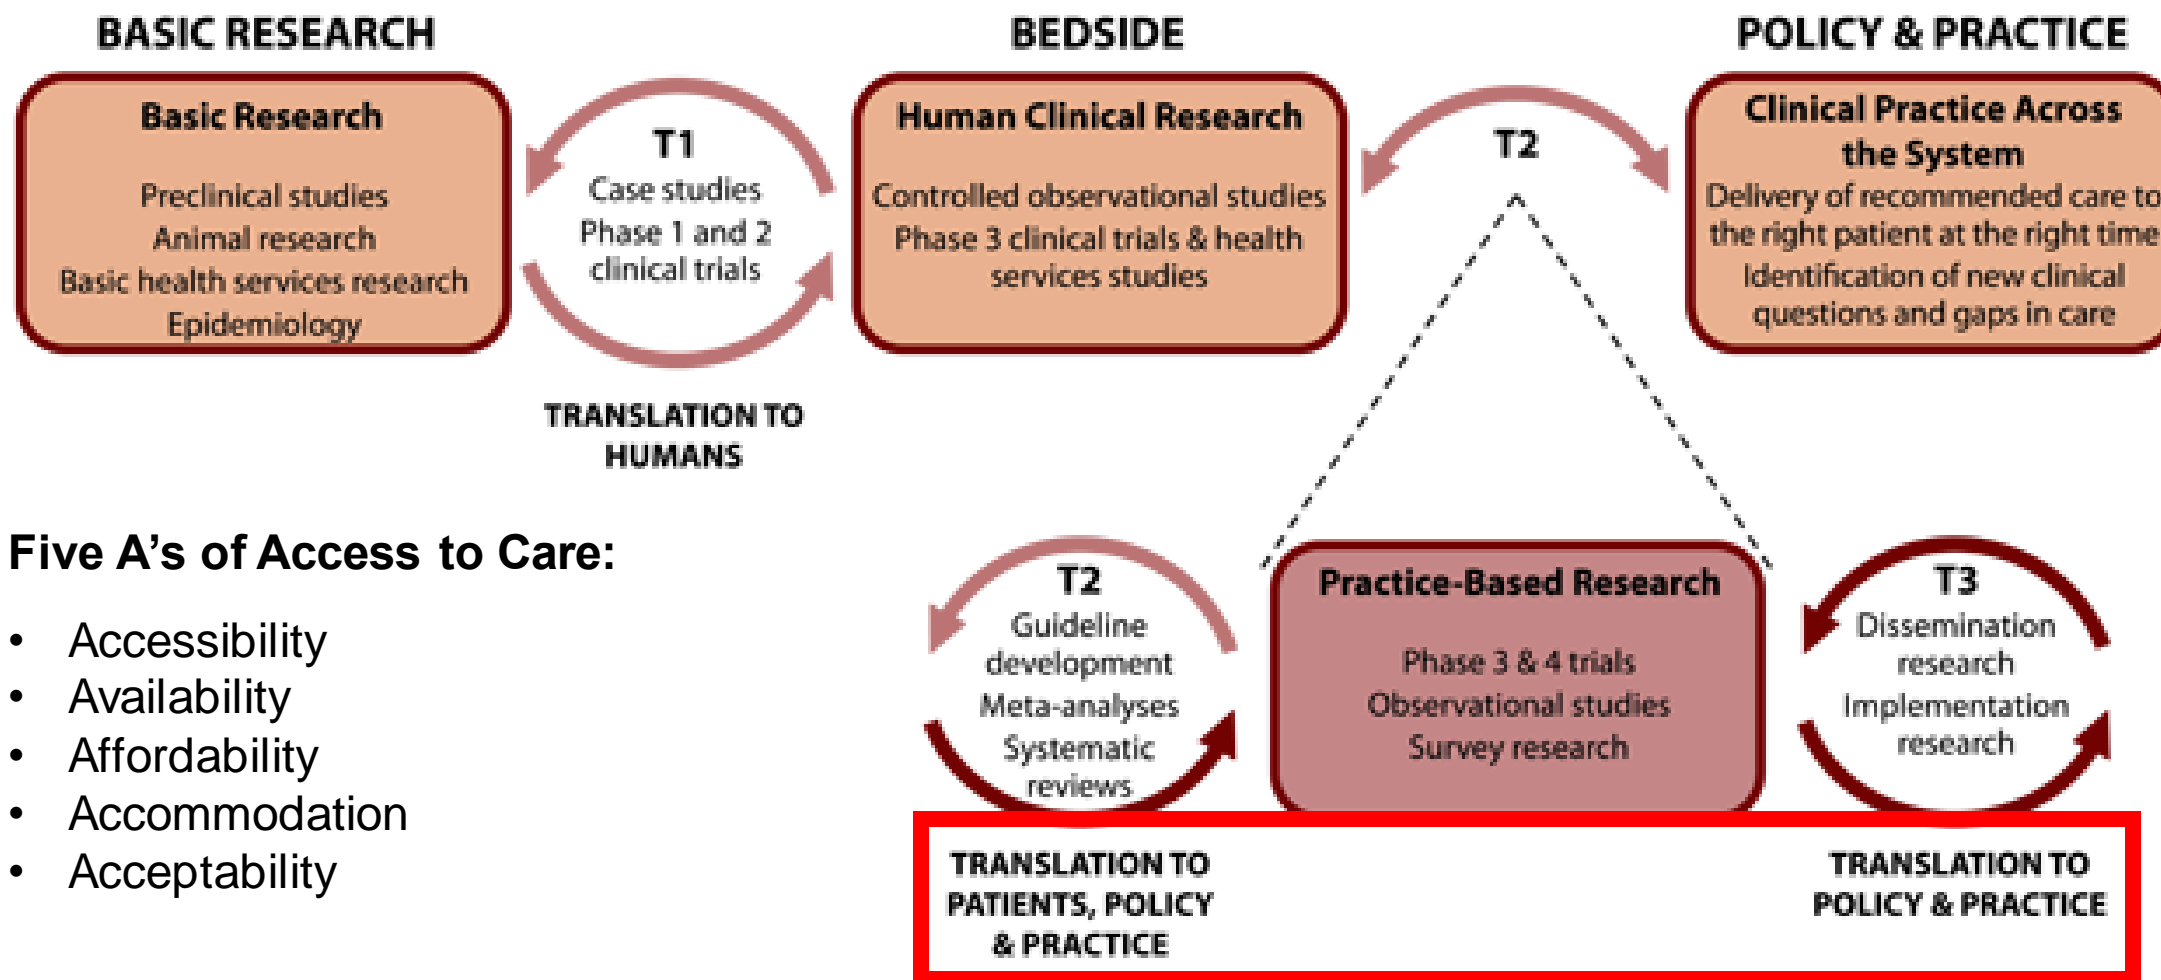 BASIC RESEARCH
Basic Research
Preclinical studies
Animal research
Basic health services research
Epidemiology
T1
Case studies
Phase 1 and 2
clinical trials
TRANSLATION TO
HUMANS
BEDSIDE
Human Clinical Research
Controlled observational studies
Phase 3 clinical trials & health
services studies
T2
POLICY & PRACTICE
Clinical Practice Across
the System
Delivery of recommended care to
the right patient at the right time
Identification of new clinical
questions and gaps in care
Five A’s of Access to Care:
• Accessibility
• Availability
• Affordability
• Accommodation
• Acceptability
T2
Guideline
development
Meta-analyses
Systematic
reviews
TRANSLATION TO
PATIENTS, POLICY
& PRACTICE
Practice-Based Research
Phase 3 & 4 trials
Observational studies
Survey research
T3
Dissemination
research
Implementation
research
TRANSLATION TO
POLICY & PRACTICE